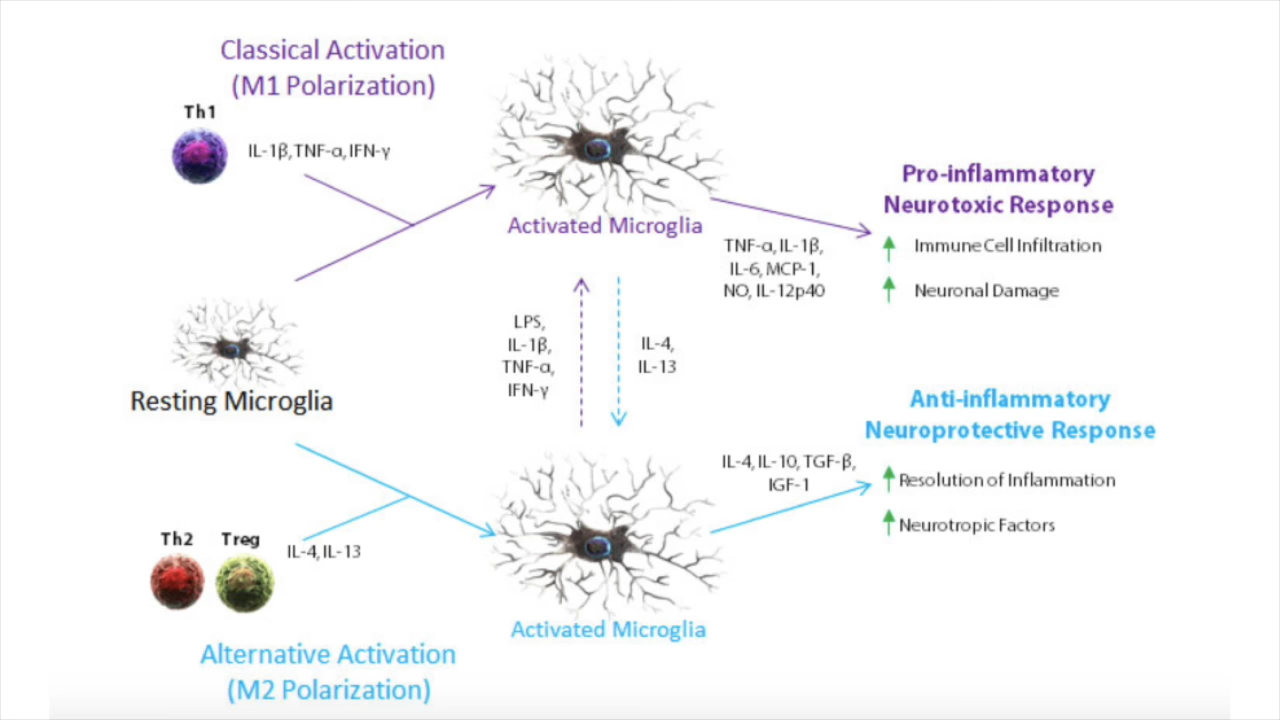 Classical Activation
(M1 Polarization)
Th1
IL-1β, TNF-α, IFN-γ
Activated Microglia
Pro-inflammatory
Neurotoxic Response
Immune Cell Infiltration
Neuronal Damage
TNF-α, IL-1β,
IL-6, MCP-1,
NO, IL-12p40
LPS,
IL-1β,
TNF-α,
IFN-γ
IL-4,
IL-13
Resting Microglia
Anti-inflammatory
Neuroprotective Response
Resolution of Inflammation
Neurotropic Factors
IL-4, IL-10, TGF-β,
IGF-1
Th2 Treg
IL-4, IL-13
Activated Microglia
Alternative Activation
(M2 Polarization)